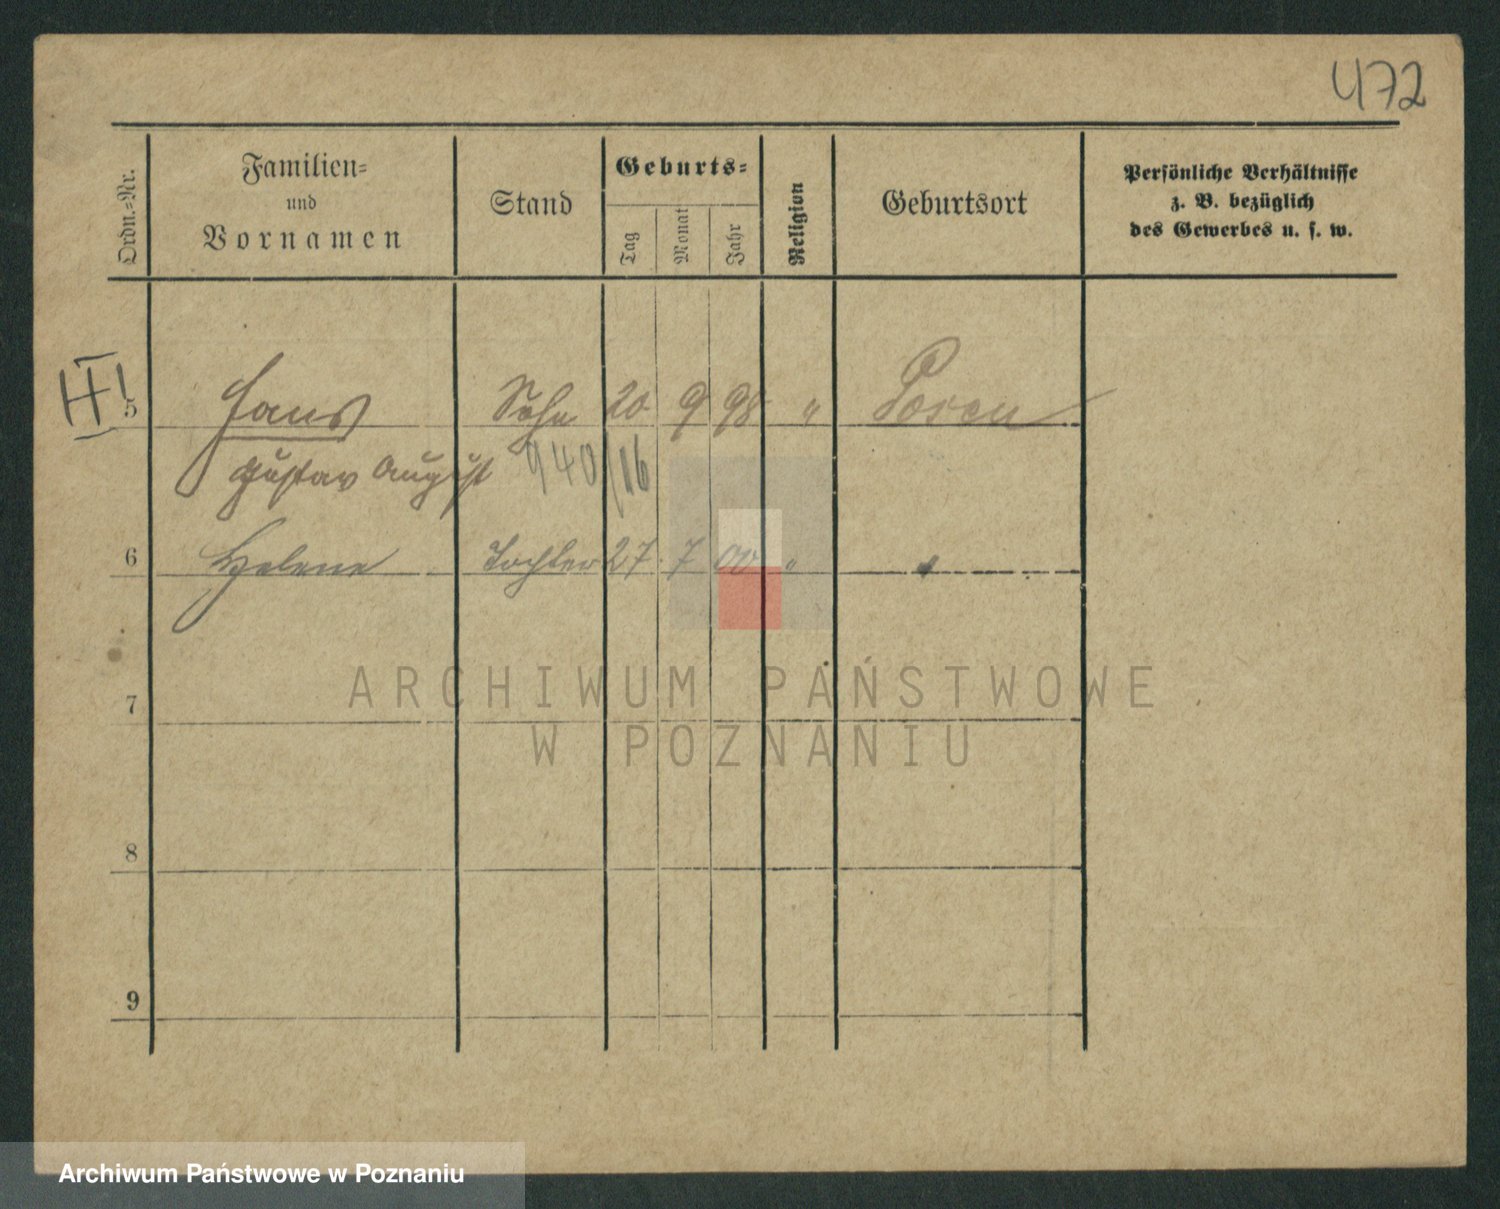 472
Ordn.-Nr.
Familien-
und
Vornamen
Stand
Geburts-
Tag
Monat
Jahr
Religion
Geburtsort
Persönliche Verhältnisse
z. B. bezüglich
des Gewerbes u. s. w.
5 Hans Sohn 20 9 98 " Posen
Gustav August 940/16
6 Helene Tochter 27 7 00 " "
7
8
9
ARCHIWUM PAŃSTWOWE
W POZNANIU
Archiwum Państwowe w Poznaniu